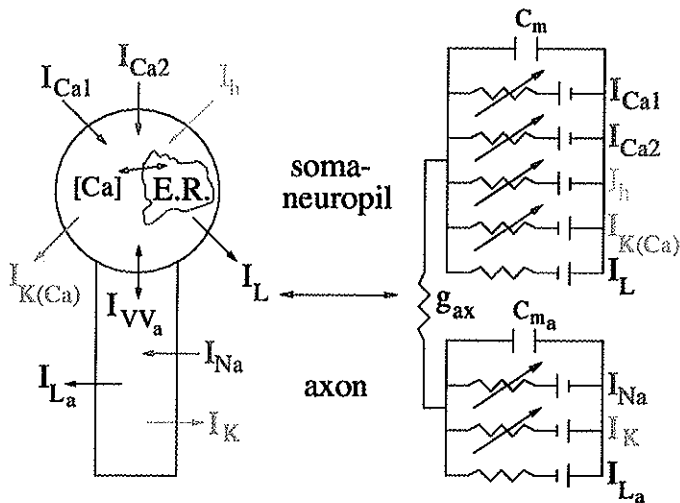 I_Ca1
I_Ca2
I_h
[Ca]
E.R.
I_K(Ca)
I_VV_a
I_L
I_Na
I_L_a
I_K
soma-
neuropil
axon
C_m
I_Ca1
I_Ca2
I_h
I_K(Ca)
I_L
g_ax
C_m_a
I_Na
I_K
I_L_a